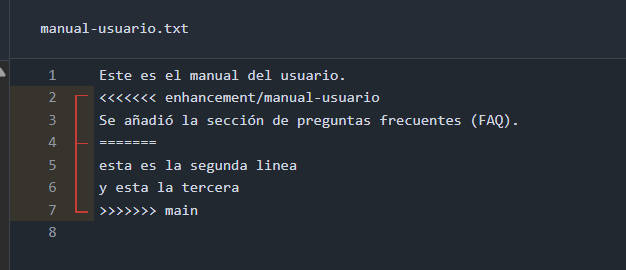 manual-usuario.txt
1 Este es el manual del usuario.
2 <<<<<<< enhancement/manual-usuario
3 Se añadió la sección de preguntas frecuentes (FAQ).
4 =======
5 esta es la segunda linea
6 y esta la tercera
7 >>>>>>> main
8